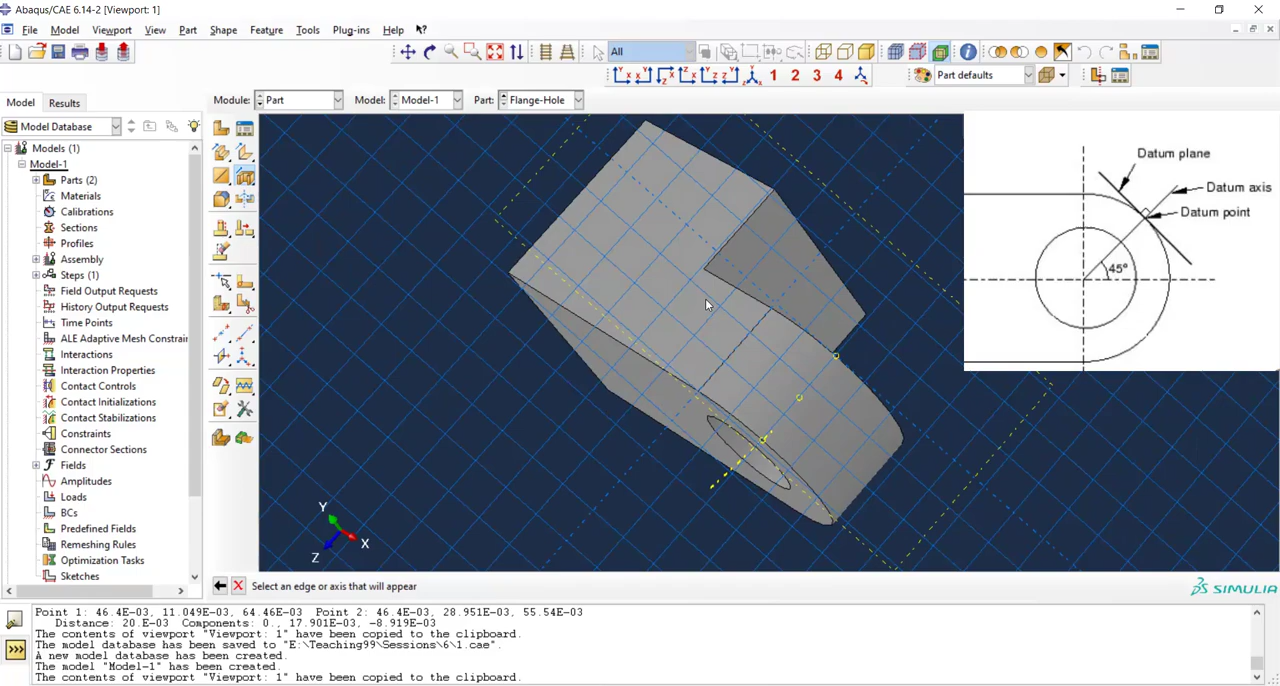 Abaqus/CAE 6.14-2 [Viewport: 1]
File Model Viewport View Part Shape Feature Tools Plug-ins Help
All
1 2 3 4 Part defaults
Model Results Module: Part Model: Model-1 Part: Flange-Hole
Model Database
Models (1)
Model-1
Parts (2)
Materials
Calibrations
Sections
Profiles
Assembly
Steps (1)
Field Output Requests
History Output Requests
Time Points
ALE Adaptive Mesh Constrai
Interactions
Interaction Properties
Contact Controls
Contact Initializations
Contact Stabilizations
Constraints
Connector Sections
Fields
Amplitudes
Loads
BCs
Predefined Fields
Remeshing Rules
Optimization Tasks
Sketches
Datum plane
Datum axis
Datum point
45°
Y
X
Z
Select an edge or axis that will appear
SIMULIA
Point 1: 46.4E-03, 11.049E-03, 64.46E-03 Point 2: 46.4E-03, 28.951E-03, 55.54E-03
Distance: 20.E-03 Components: 0., 17.901E-03, -8.919E-03
The contents of viewport "Viewport: 1" have been copied to the clipboard.
The model database has been saved to "E:\Teaching99\Sessions\6\1.cae".
A new model database has been created.
The model "Model-1" has been created.
The contents of viewport "Viewport: 1" have been copied to the clipboard.